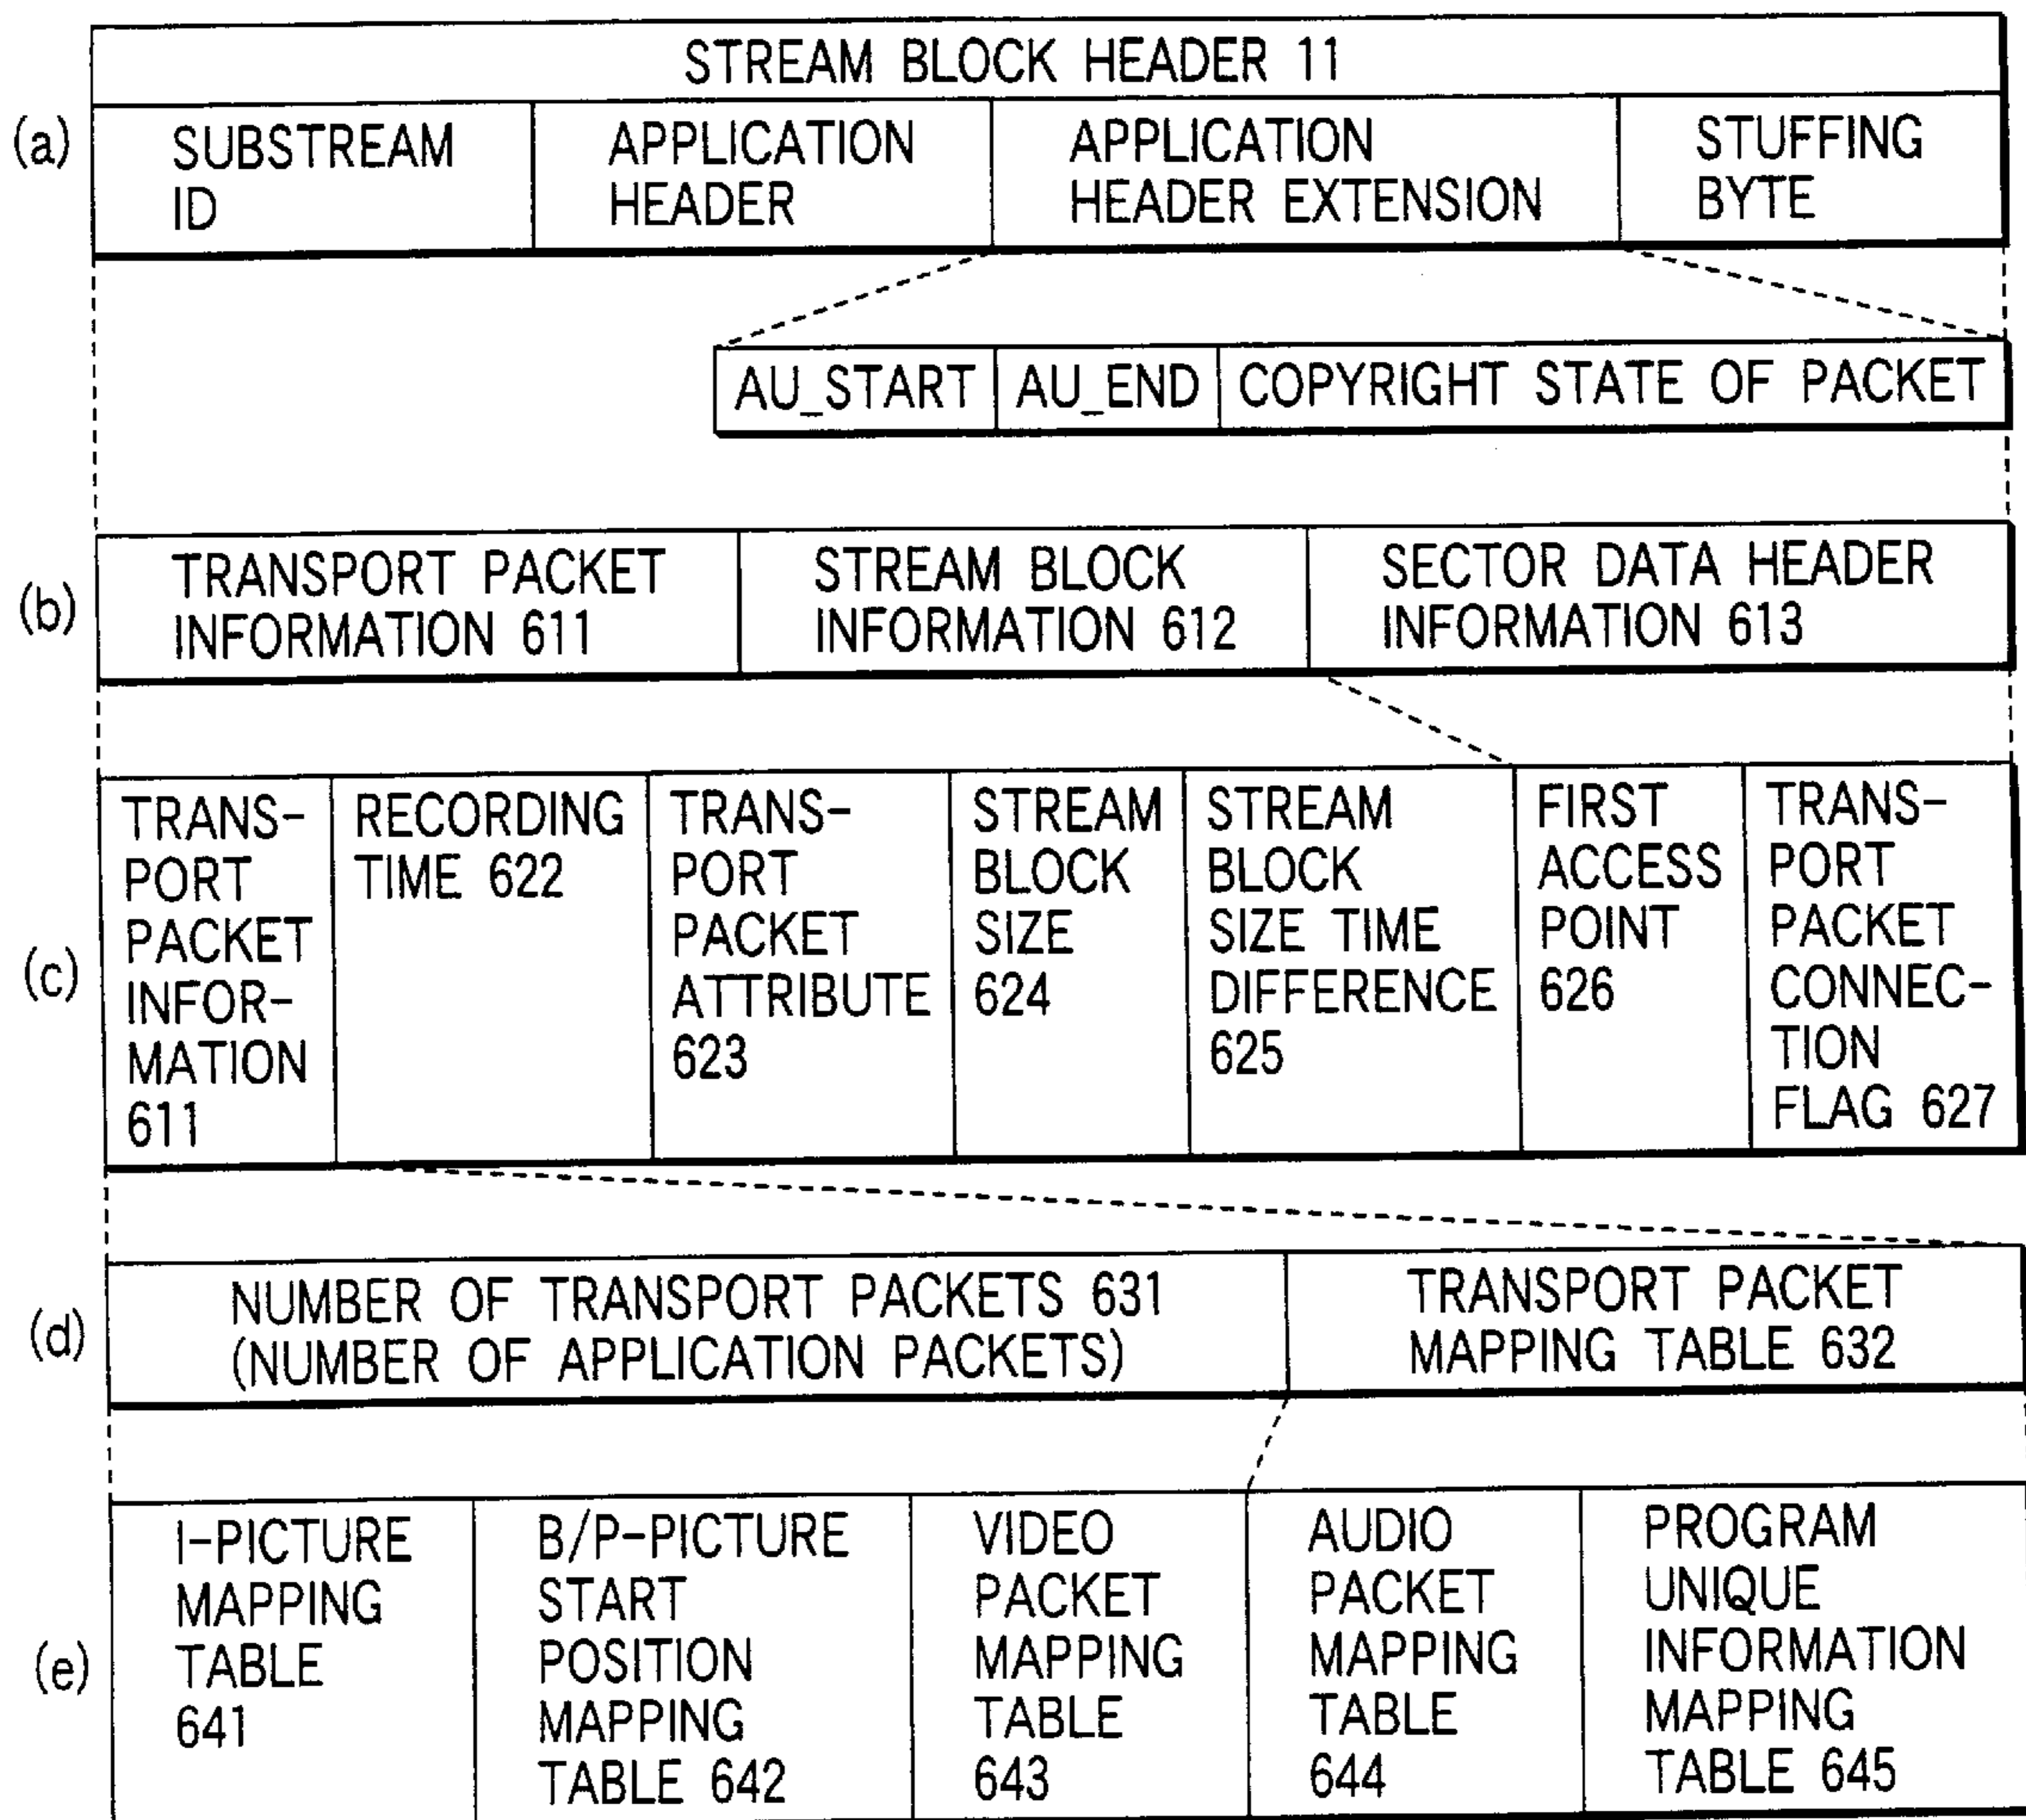 STREAM BLOCK HEADER 11
(a)
SUBSTREAM
ID
APPLICATION
HEADER
APPLICATION
HEADER EXTENSION
STUFFING
BYTE
AU_START
AU_END
COPYRIGHT STATE OF PACKET
(b)
TRANSPORT PACKET
INFORMATION 611
STREAM BLOCK
INFORMATION 612
SECTOR DATA HEADER
INFORMATION 613
(c)
TRANS-
PORT
PACKET
INFOR-
MATION
611
RECORDING
TIME 622
TRANS-
PORT
PACKET
ATTRIBUTE
623
STREAM
BLOCK
SIZE
624
STREAM
BLOCK
SIZE TIME
DIFFERENCE
625
FIRST
ACCESS
POINT
626
TRANS-
PORT
PACKET
CONNEC-
TION
FLAG 627
(d)
NUMBER OF TRANSPORT PACKETS 631
(NUMBER OF APPLICATION PACKETS)
TRANSPORT PACKET
MAPPING TABLE 632
(e)
I-PICTURE
MAPPING
TABLE
641
B/P-PICTURE
START
POSITION
MAPPING
TABLE 642
VIDEO
PACKET
MAPPING
TABLE
643
AUDIO
PACKET
MAPPING
TABLE
644
PROGRAM
UNIQUE
INFORMATION
MAPPING
TABLE 645